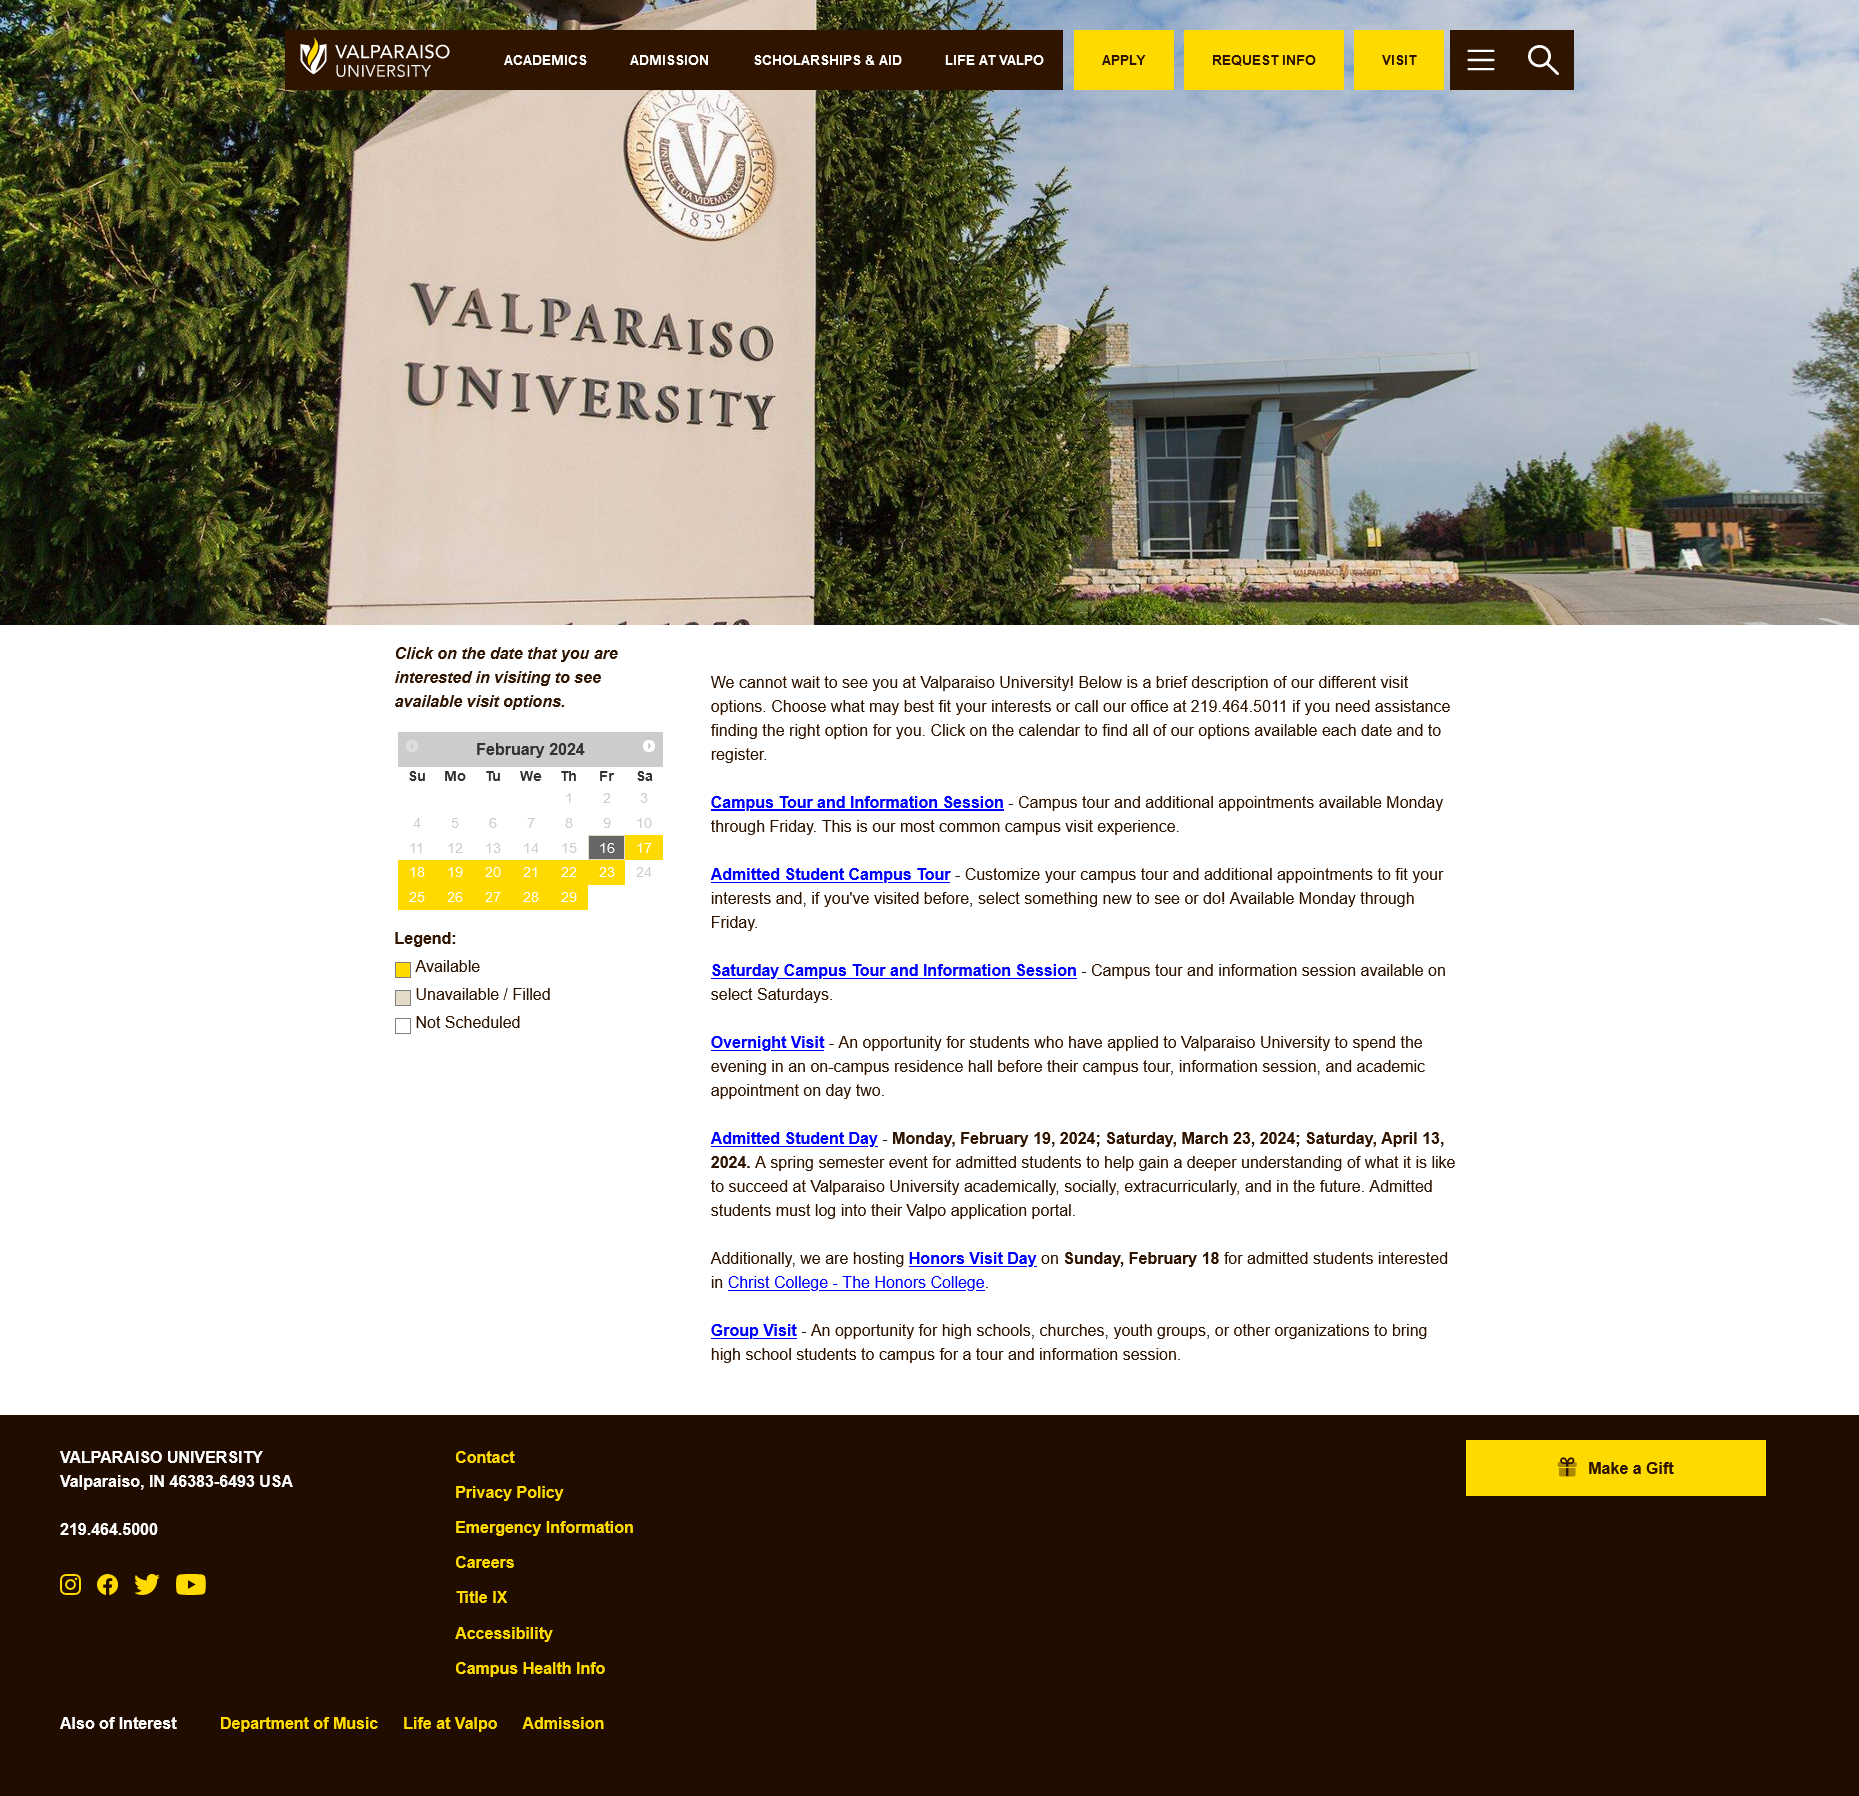 VALPARAISO
UNIVERSITY
ACADEMICS
ADMISSION
SCHOLARSHIPS & AID
LIFE AT VALPO
APPLY
REQUEST INFO
VISIT
VALPARAISO UNIVERSITY
IN LUCE TUA VIDEMUS LUCEM
• 1859 •
VALPARAISO
UNIVERSITY
VALPARAISO UNIVERSITY
Click on the date that you are
interested in visiting to see
available visit options.
February 2024
Su Mo Tu We Th Fr Sa
1 2 3
4 5 6 7 8 9 10
11 12 13 14 15 16 17
18 19 20 21 22 23 24
25 26 27 28 29
Legend:
Available
Unavailable / Filled
Not Scheduled
We cannot wait to see you at Valparaiso University! Below is a brief description of our different visit
options. Choose what may best fit your interests or call our office at 219.464.5011 if you need assistance
finding the right option for you. Click on the calendar to find all of our options available each date and to
register.
Campus Tour and Information Session - Campus tour and additional appointments available Monday
through Friday. This is our most common campus visit experience.
Admitted Student Campus Tour - Customize your campus tour and additional appointments to fit your
interests and, if you've visited before, select something new to see or do! Available Monday through
Friday.
Saturday Campus Tour and Information Session - Campus tour and information session available on
select Saturdays.
Overnight Visit - An opportunity for students who have applied to Valparaiso University to spend the
evening in an on-campus residence hall before their campus tour, information session, and academic
appointment on day two.
Admitted Student Day - Monday, February 19, 2024; Saturday, March 23, 2024; Saturday, April 13,
2024. A spring semester event for admitted students to help gain a deeper understanding of what it is like
to succeed at Valparaiso University academically, socially, extracurricularly, and in the future. Admitted
students must log into their Valpo application portal.
Additionally, we are hosting Honors Visit Day on Sunday, February 18 for admitted students interested
in Christ College - The Honors College.
Group Visit - An opportunity for high schools, churches, youth groups, or other organizations to bring
high school students to campus for a tour and information session.
VALPARAISO UNIVERSITY
Valparaiso, IN 46383-6493 USA
219.464.5000
Contact
Privacy Policy
Emergency Information
Careers
Title IX
Accessibility
Campus Health Info
Make a Gift
Also of Interest
Department of Music
Life at Valpo
Admission